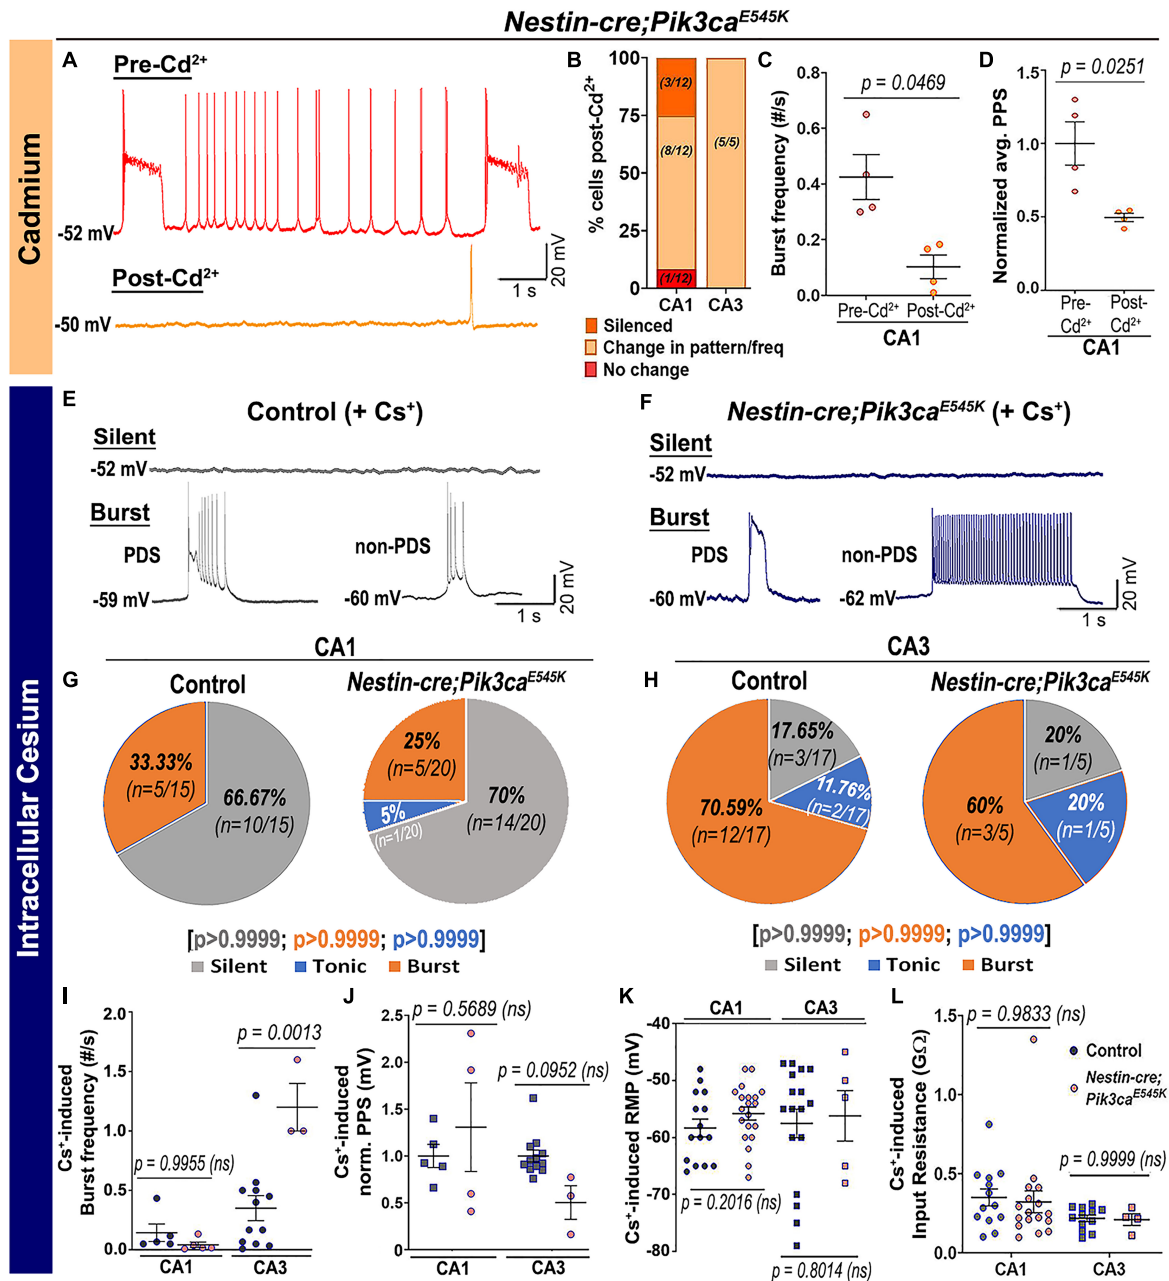 Nestin-cre;Pik3caE545K
Cadmium
A
Pre-Cd2+
-52 mV
20 mV
1 s
Post-Cd2+
-50 mV
B
% cells post-Cd2+
100
75
50
25
0
(3/12)
(8/12)
(1/12)
(5/5)
CA1 CA3
Silenced
Change in pattern/freq
No change
C
Burst frequency (#/s)
p = 0.0469
0.8
0.6
0.4
0.2
0.0
Pre-Cd2+ Post-Cd2+
CA1
D
Normalized avg. PPS
p = 0.0251
1.5
1.0
0.5
0.0
Pre-Cd2+ Post-Cd2+
CA1
Intracellular Cesium
E
Control (+ Cs+)
Silent
-52 mV
Burst
PDS
non-PDS
-59 mV
-60 mV
20 mV
1 s
F
Nestin-cre;Pik3caE545K (+ Cs+)
Silent
-52 mV
Burst
PDS
non-PDS
-60 mV
-62 mV
20 mV
1 s
CA1
G
Control
Nestin-cre;Pik3caE545K
33.33%
(n=5/15)
66.67%
(n=10/15)
25%
(n=5/20)
5%
(n=1/20)
70%
(n=14/20)
[p>0.9999; p>0.9999; p>0.9999]
Silent Tonic Burst
CA3
H
Control
Nestin-cre;Pik3caE545K
17.65%
(n=3/17)
11.76%
(n=2/17)
70.59%
(n=12/17)
20%
(n=1/5)
20%
(n=1/5)
60%
(n=3/5)
[p>0.9999; p>0.9999; p>0.9999]
Silent Tonic Burst
I
Cs+-induced
Burst frequency (#/s)
2.0
1.5
1.0
0.5
0.0
p = 0.0013
p = 0.9955 (ns)
CA1 CA3
J
Cs+-induced
norm. PPS (mV)
2.5
2.0
1.5
1.0
0.5
0
p = 0.5689 (ns)
p = 0.0952 (ns)
CA1 CA3
K
Cs+-induced RMP (mV)
CA1 CA3
-40
-50
-60
-70
-80
p = 0.2016 (ns)
p = 0.8014 (ns)
L
Cs+-induced
Input Resistance (GΩ)
1.5
1.0
0.5
0.0
p = 0.9833 (ns)
p = 0.9999 (ns)
Control
Nestin-cre;
Pik3caE545K
CA1 CA3